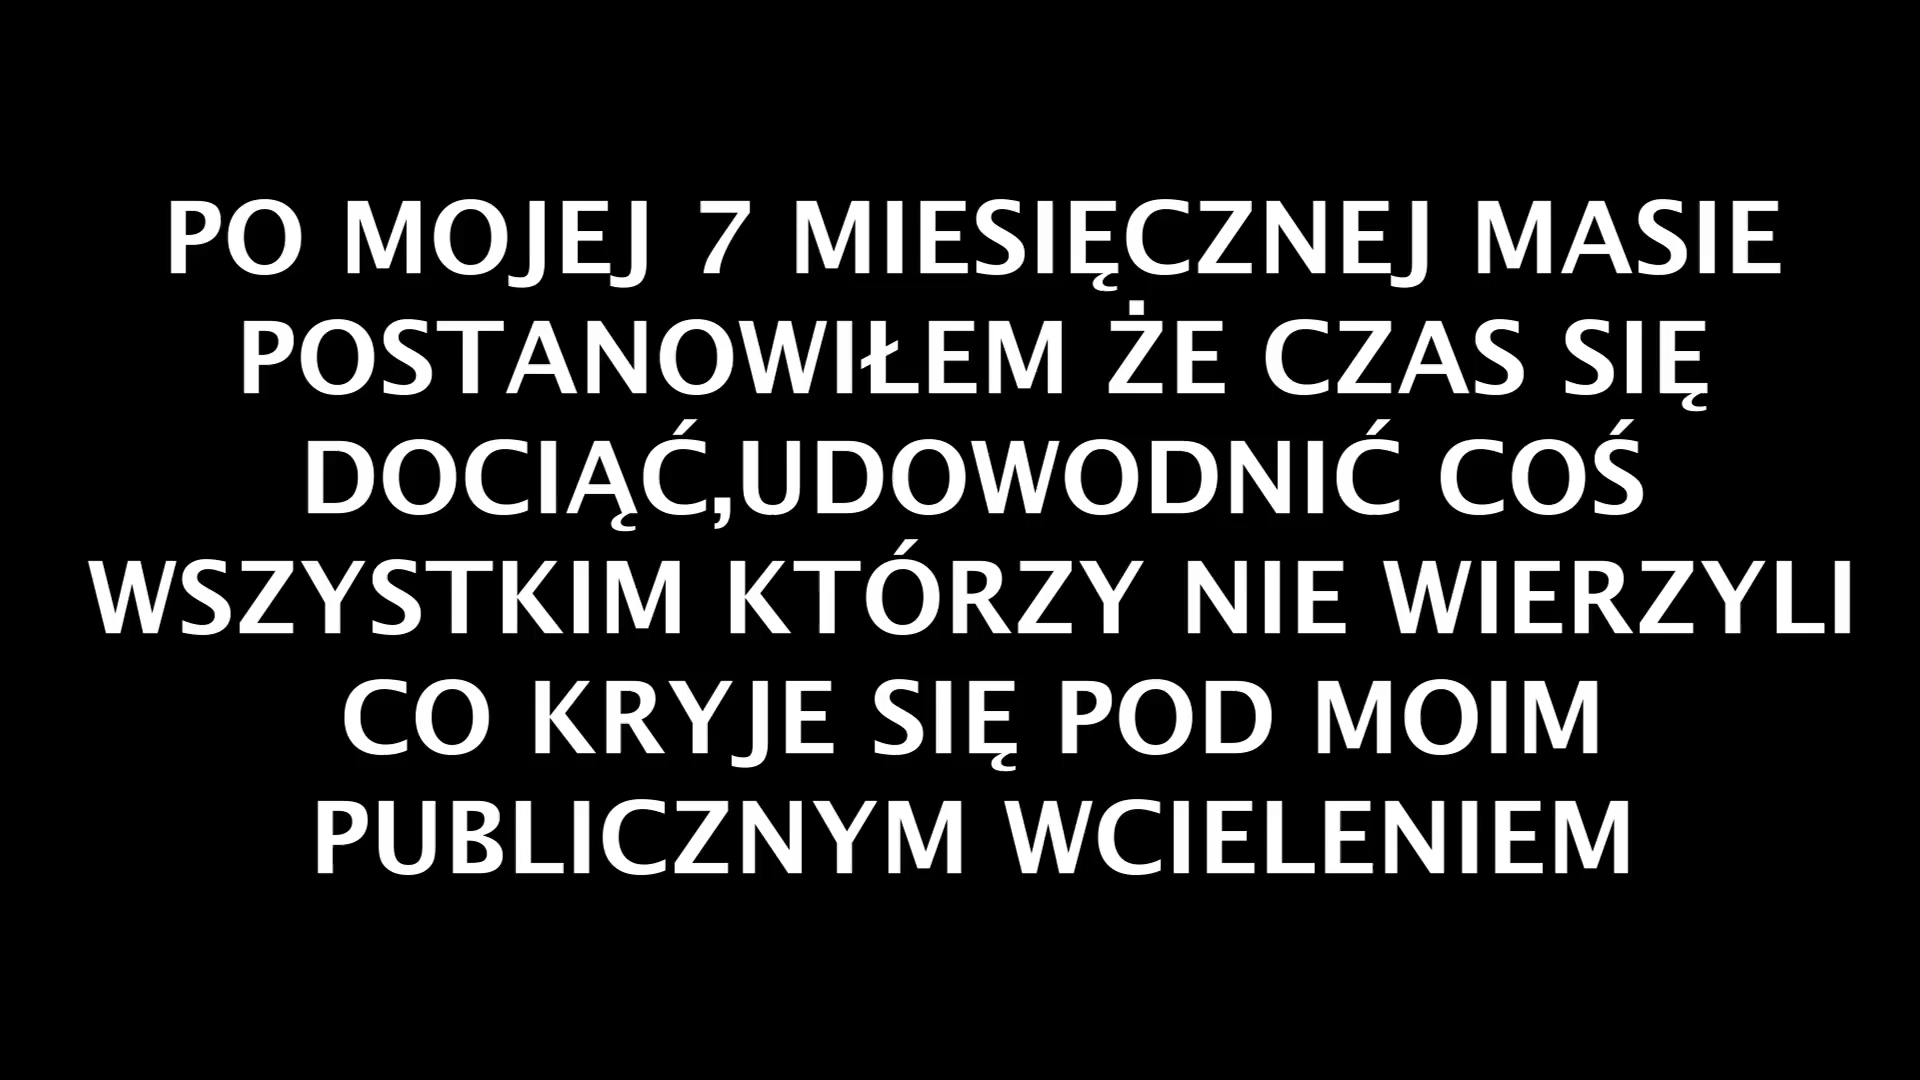 PO MOJEJ 7 MIESIĘCZNEJ MASIE
POSTANOWIŁEM ŻE CZAS SIĘ
DOCIĄĆ,UDOWODNIĆ COŚ
WSZYSTKIM KTÓRZY NIE WIERZYLI
CO KRYJE SIĘ POD MOIM
PUBLICZNYM WCIELENIEM